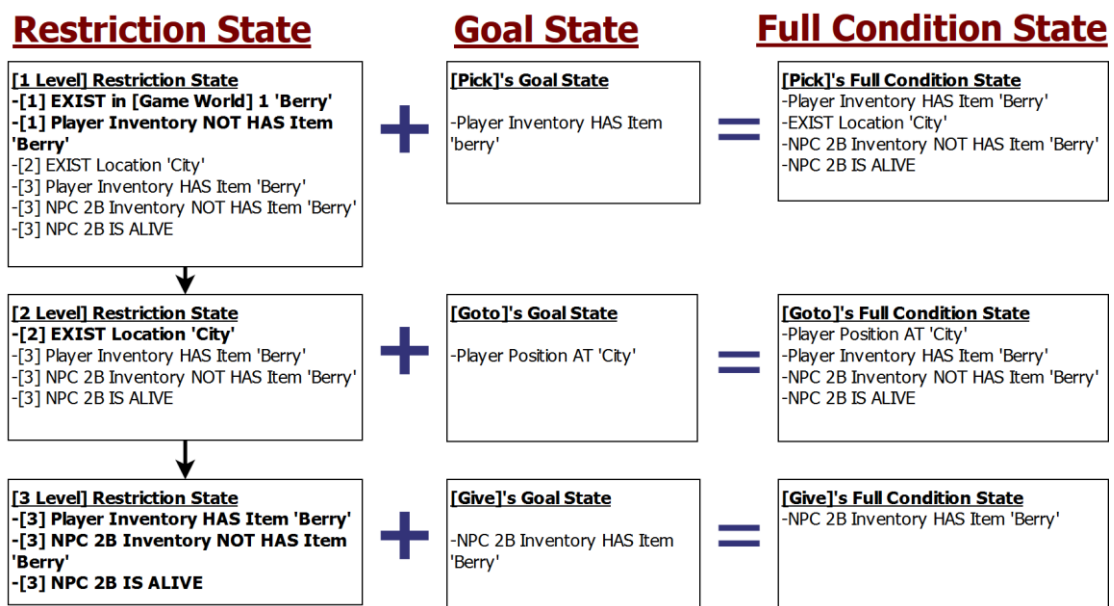 Restriction State
Goal State
Full Condition State
[1 Level] Restriction State
-[1] EXIST in [Game World] 1 'Berry'
-[1] Player Inventory NOT HAS Item
'Berry'
-[2] EXIST Location 'City'
-[3] Player Inventory HAS Item 'Berry'
-[3] NPC 2B Inventory NOT HAS Item 'Berry'
-[3] NPC 2B IS ALIVE
+
[Pick]'s Goal State
-Player Inventory HAS Item
'berry'
=
[Pick]'s Full Condition State
-Player Inventory HAS Item 'Berry'
-EXIST Location 'City'
-NPC 2B Inventory NOT HAS Item 'Berry'
-NPC 2B IS ALIVE
[2 Level] Restriction State
-[2] EXIST Location 'City'
-[3] Player Inventory HAS Item 'Berry'
-[3] NPC 2B Inventory NOT HAS Item 'Berry'
-[3] NPC 2B IS ALIVE
+
[Goto]'s Goal State
-Player Position AT 'City'
=
[Goto]'s Full Condition State
-Player Position AT 'City'
-Player Inventory HAS Item 'Berry'
-NPC 2B Inventory NOT HAS Item 'Berry'
-NPC 2B IS ALIVE
[3 Level] Restriction State
-[3] Player Inventory HAS Item 'Berry'
-[3] NPC 2B Inventory NOT HAS Item
'Berry'
-[3] NPC 2B IS ALIVE
+
[Give]'s Goal State
-NPC 2B Inventory HAS Item
'Berry'
=
[Give]'s Full Condition State
-NPC 2B Inventory HAS Item 'Berry'